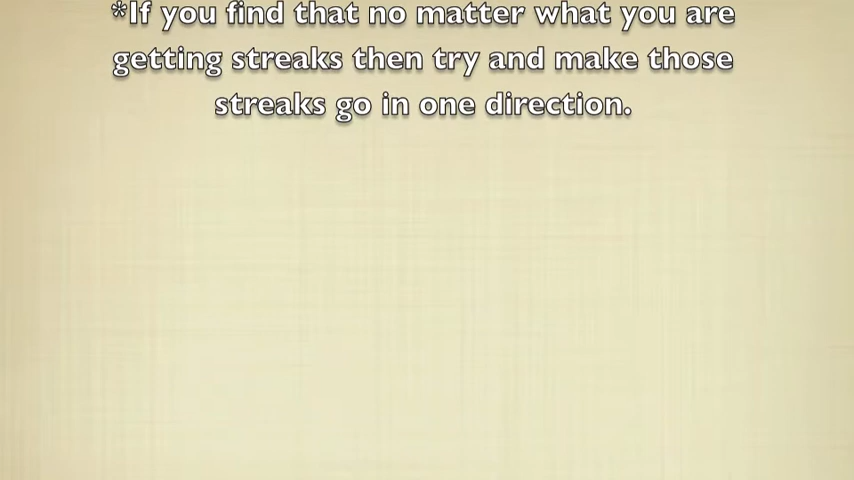 *If you find that no matter what you are
getting streaks then try and make those
streaks go in one direction.